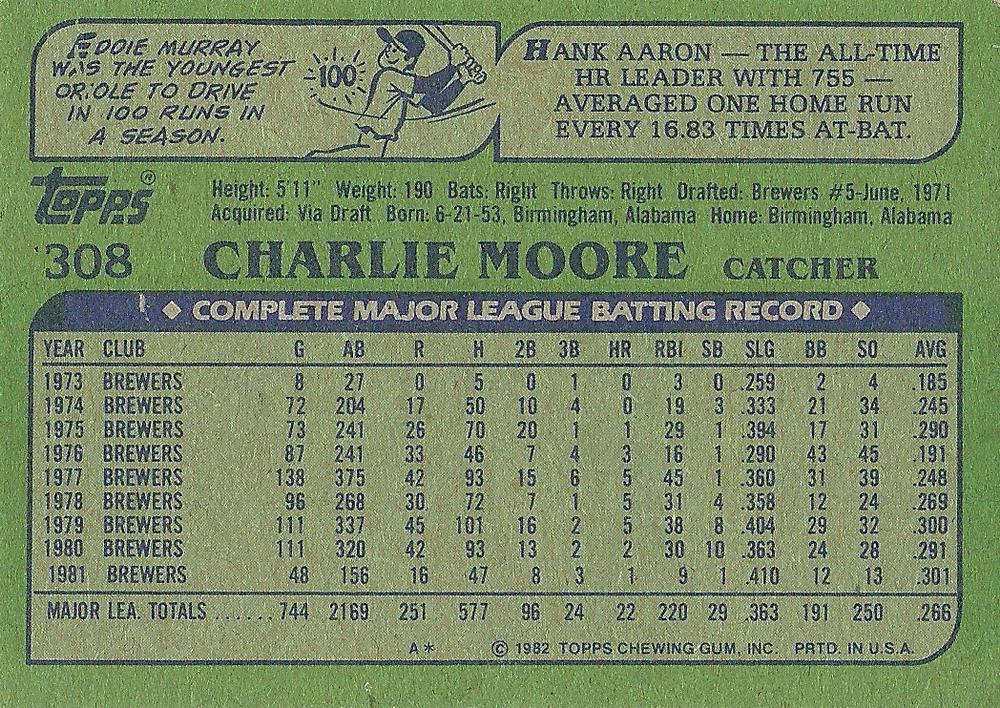 EDDIE MURRAY
WAS THE YOUNGEST
ORIOLE TO DRIVE
IN 100 RUNS IN
A SEASON.
100
HANK AARON — THE ALL-TIME
HR LEADER WITH 755 —
AVERAGED ONE HOME RUN
EVERY 16.83 TIMES AT-BAT.
TOPPS®
Height: 5'11" Weight: 190 Bats: Right Throws: Right Drafted: Brewers #5-June, 1971
Acquired: Via Draft Born: 6-21-53, Birmingham, Alabama Home: Birmingham, Alabama
308 CHARLIE MOORE CATCHER
◆ COMPLETE MAJOR LEAGUE BATTING RECORD ◆
YEAR CLUB G AB R H 2B 3B HR RBI SB SLG BB SO AVG
1973 BREWERS 8 27 0 5 0 1 0 3 0 .259 2 4 .185
1974 BREWERS 72 204 17 50 10 4 0 19 3 .333 21 34 .245
1975 BREWERS 73 241 26 70 20 1 1 29 1 .394 17 31 .290
1976 BREWERS 87 241 33 46 7 4 3 16 1 .290 43 45 .191
1977 BREWERS 138 375 42 93 15 6 5 45 1 .360 31 39 .248
1978 BREWERS 96 268 30 72 7 1 5 31 4 .358 12 24 .269
1979 BREWERS 111 337 45 101 16 2 5 38 8 .404 29 32 .300
1980 BREWERS 111 320 42 93 13 2 2 30 10 .363 24 28 .291
1981 BREWERS 48 156 16 47 8 3 1 9 1 .410 12 13 .301
MAJOR LEA. TOTALS ...... 744 2169 251 577 96 24 22 220 29 .363 191 250 .266
A* © 1982 TOPPS CHEWING GUM, INC. PRTD. IN U.S.A.